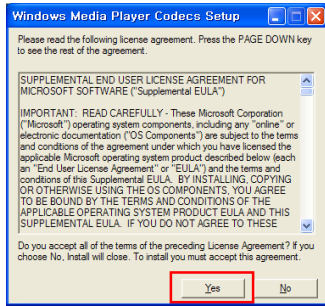 Windows Media Player Codecs Setup
Please read the following license agreement. Press the PAGE DOWN key
to see the rest of the agreement.
SUPPLEMENTAL END USER LICENSE AGREEMENT FOR
MICROSOFT SOFTWARE ("Supplemental EULA")
IMPORTANT: READ CAREFULLY - These Microsoft Corporation
("Microsoft") operating system components, including any "online" or
electronic documentation ("OS Components") are subject to the terms
and conditions of the agreement under which you have licensed the
applicable Microsoft operating system product described below (each
an "End User License Agreement" or "EULA") and the terms and
conditions of this Supplemental EULA. BY INSTALLING, COPYING
OR OTHERWISE USING THE OS COMPONENTS, YOU AGREE
TO BE BOUND BY THE TERMS AND CONDITIONS OF THE
APPLICABLE OPERATING SYSTEM PRODUCT EULA AND THIS
SUPPLEMENTAL EULA. IF YOU DO NOT AGREE TO THESE
Do you accept all of the terms of the preceding License Agreement? If you
choose No, Install will close. To install you must accept this agreement.
Yes No